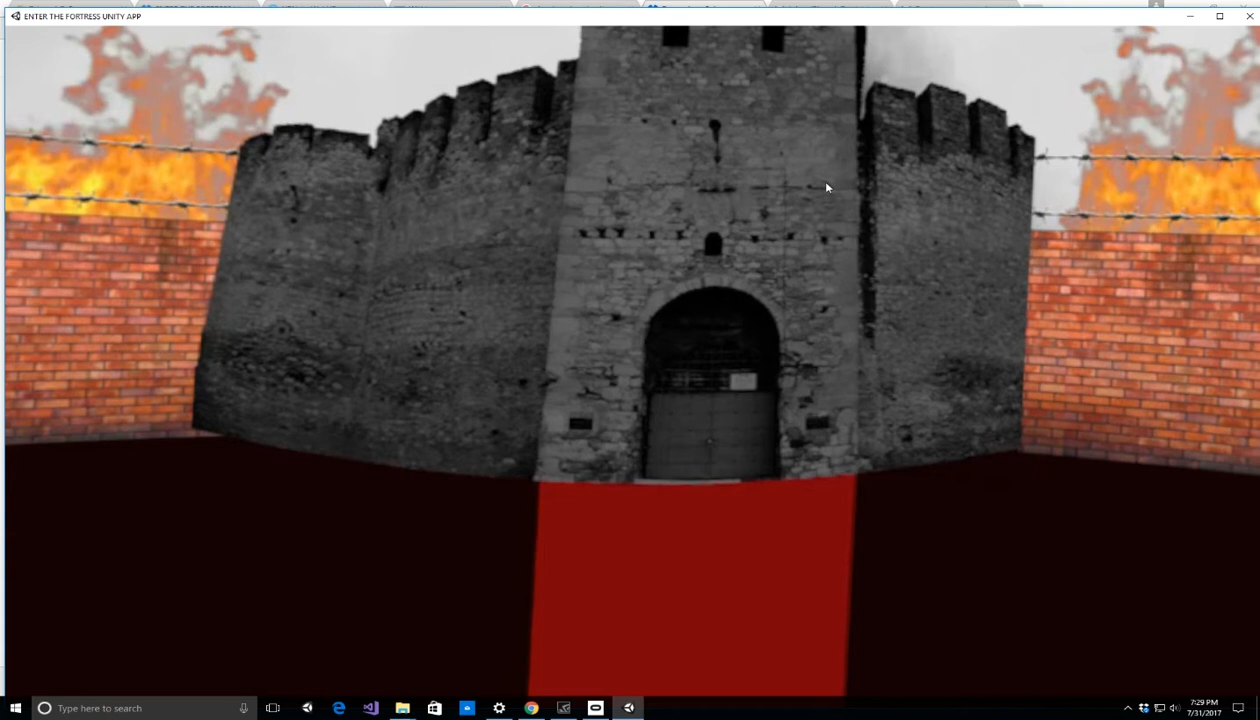 ENTER THE FORTRESS UNITY APP
Type here to search
7:29 PM
7/31/2017